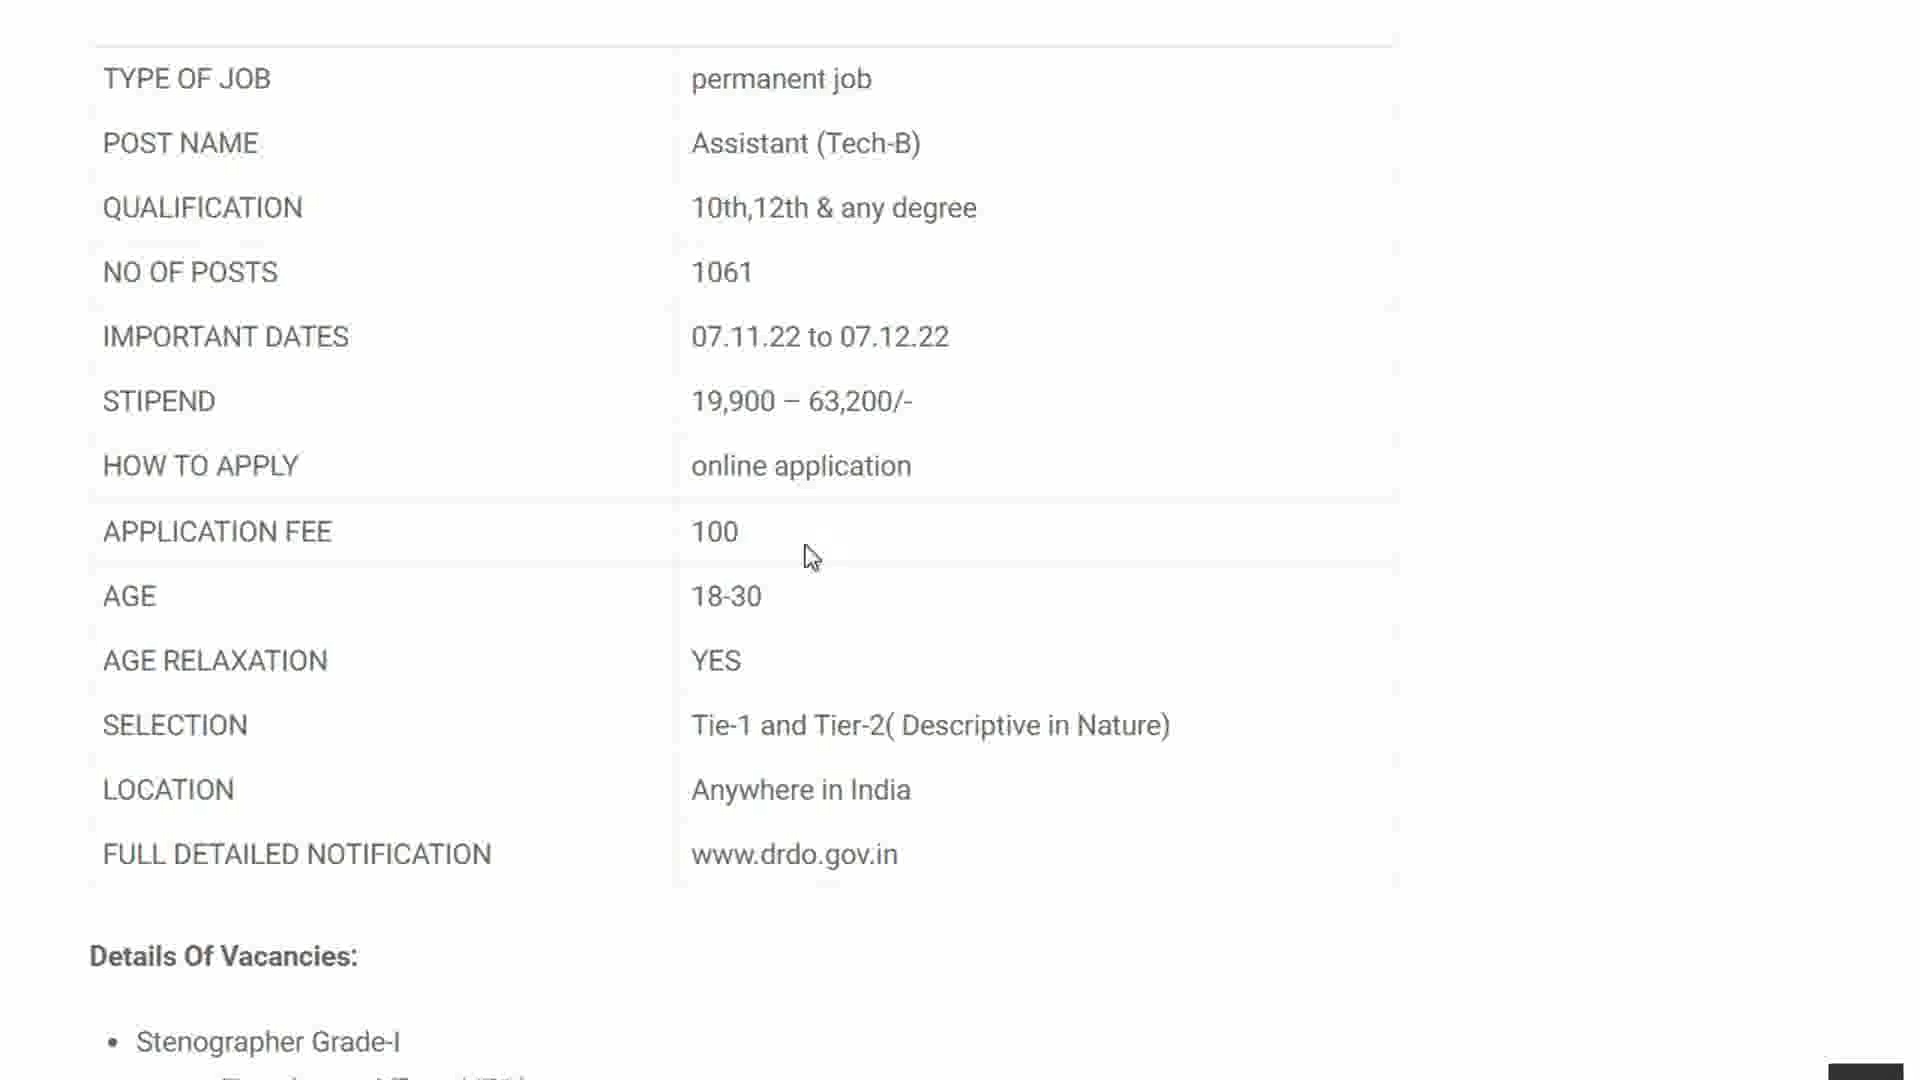 TYPE OF JOB permanent job
POST NAME Assistant (Tech-B)
QUALIFICATION 10th,12th & any degree
NO OF POSTS 1061
IMPORTANT DATES 07.11.22 to 07.12.22
STIPEND 19,900 – 63,200/-
HOW TO APPLY online application
APPLICATION FEE 100
AGE 18-30
AGE RELAXATION YES
SELECTION Tie-1 and Tier-2( Descriptive in Nature)
LOCATION Anywhere in India
FULL DETAILED NOTIFICATION www.drdo.gov.in
Details Of Vacancies:
• Stenographer Grade-I